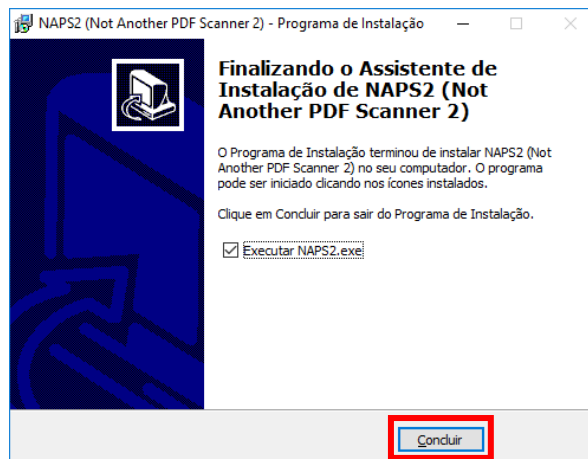 NAPS2 (Not Another PDF Scanner 2) - Programa de Instalação
Finalizando o Assistente de
Instalação de NAPS2 (Not
Another PDF Scanner 2)
O Programa de Instalação terminou de instalar NAPS2 (Not
Another PDF Scanner 2) no seu computador. O programa
pode ser iniciado clicando nos ícones instalados.
Clique em Concluir para sair do Programa de Instalação.
Executar NAPS2.exe
Concluir